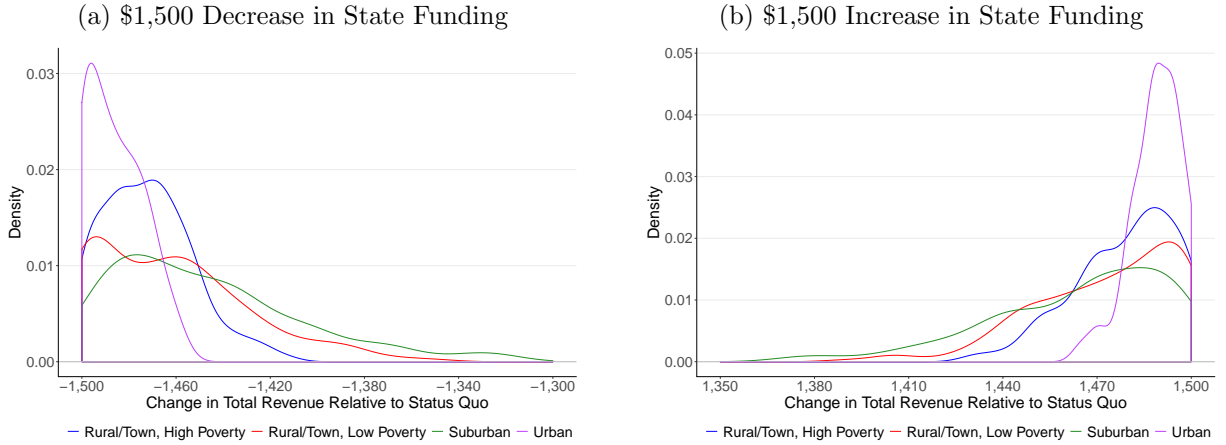 (a) $1,500 Decrease in State Funding
0.03
0.02
0.01
0.00
Density
−1,500 −1,460 −1,420 −1,380 −1,340 −1,300
Change in Total Revenue Relative to Status Quo
Rural/Town, High Poverty Rural/Town, Low Poverty Suburban Urban
(b) $1,500 Increase in State Funding
0.05
0.04
0.03
0.02
0.01
0.00
Density
1,350 1,380 1,410 1,440 1,470 1,500
Change in Total Revenue Relative to Status Quo
Rural/Town, High Poverty Rural/Town, Low Poverty Suburban Urban